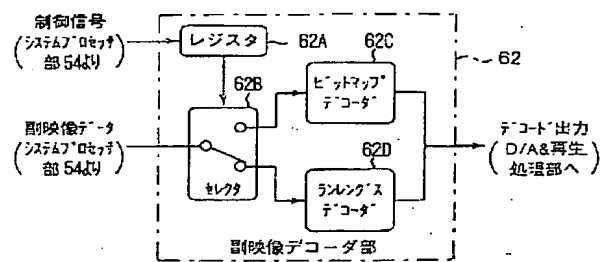 制御信号
(システムプロセッサ
部54より)
レジスタ
62A
62B
62C
ビットマップ
デコーダ
62
副映像データ
(システムプロセッサ
部54より)
セレクタ
62D
ランレングス
デコーダ
デコード出力
(D/A&再生
処理部へ)
副映像デコーダ部